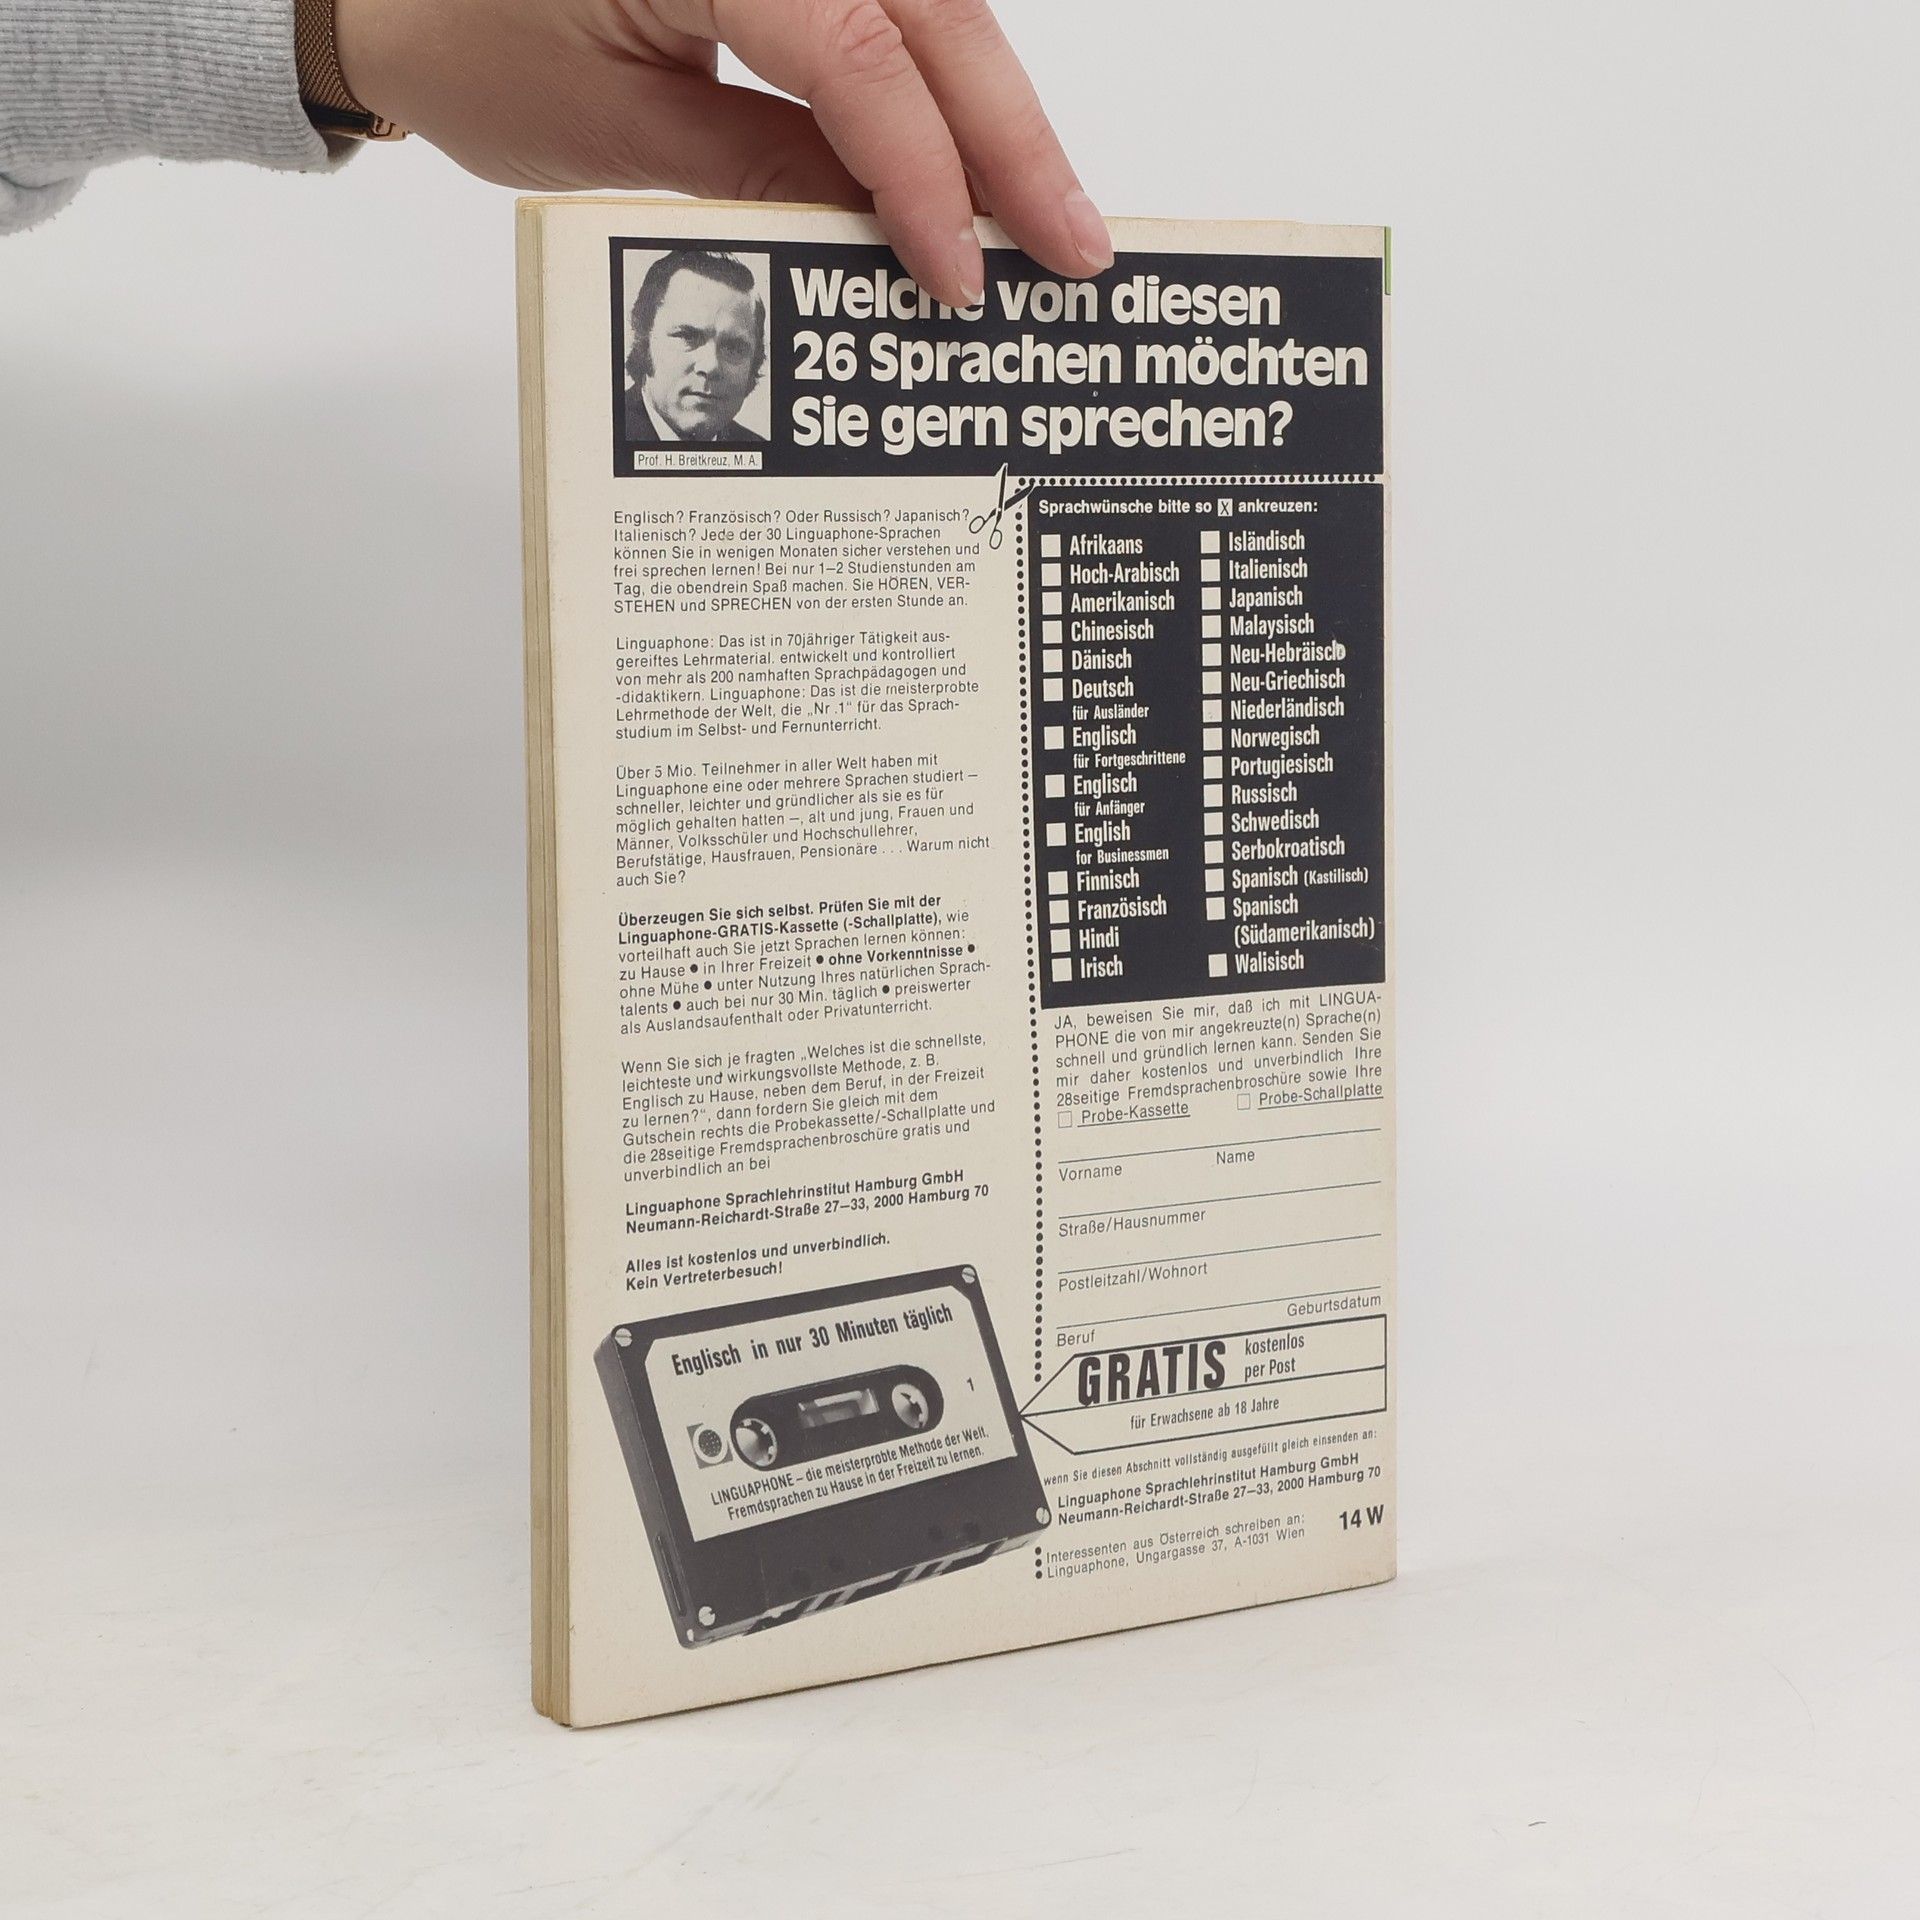 Welche von diesen
26 Sprachen möchten
Sie gern sprechen?
Prof. H. Breitkreuz, M. A.
Englisch? Französisch? Oder Russisch? Japanisch?
Italienisch? Jede der 30 Linguaphone-Sprachen
können Sie in wenigen Monaten sicher verstehen und
frei sprechen lernen! Bei nur 1–2 Studienstunden am
Tag, die obendrein Spaß machen. Sie HÖREN, VER-
STEHEN und SPRECHEN von der ersten Stunde an.
Linguaphone: Das ist in 70jähriger Tätigkeit aus-
gereiftes Lehrmaterial. entwickelt und kontrolliert
von mehr als 200 namhaften Sprachpädagogen und
-didaktikern. Linguaphone: Das ist die meisterprobte
Lehrmethode der Welt, die „Nr .1" für das Sprach-
studium im Selbst- und Fernunterricht.
Über 5 Mio. Teilnehmer in aller Welt haben mit
Linguaphone eine oder mehrere Sprachen studiert –
schneller, leichter und gründlicher als sie es für
möglich gehalten hatten –, alt und jung, Frauen und
Männer, Volksschüler und Hochschullehrer,
Berufstätige, Hausfrauen, Pensionäre . . . Warum nicht
auch Sie?
Überzeugen Sie sich selbst. Prüfen Sie mit der
Linguaphone-GRATIS-Kassette (-Schallplatte), wie
vorteilhaft auch Sie jetzt Sprachen lernen können:
zu Hause ● in Ihrer Freizeit ● ohne Vorkenntnisse ●
ohne Mühe ● unter Nutzung Ihres natürlichen Sprach-
talents ● auch bei nur 30 Min. täglich ● preiswerter
als Auslandsaufenthalt oder Privatunterricht.
Wenn Sie sich je fragten „Welches ist die schnellste,
leichteste und wirkungsvollste Methode, z. B.
Englisch zu Hause, neben dem Beruf, in der Freizeit
zu lernen?", dann fordern Sie gleich mit dem
Gutschein rechts die Probekassette/-Schallplatte und
die 28seitige Fremdsprachenbroschüre gratis und
unverbindlich an bei
Linguaphone Sprachlehrinstitut Hamburg GmbH
Neumann-Reichardt-Straße 27–33, 2000 Hamburg 70
Alles ist kostenlos und unverbindlich.
Kein Vertreterbesuch!
Englisch in nur 30 Minuten täglich
1
LINGUAPHONE – die meisterprobte Methode der Welt,
Fremdsprachen zu Hause in der Freizeit zu lernen.
Sprachwünsche bitte so X ankreuzen:
Afrikaans
Hoch-Arabisch
Amerikanisch
Chinesisch
Dänisch
Deutsch
für Ausländer
Englisch
für Fortgeschrittene
Englisch
für Anfänger
English
for Businessmen
Finnisch
Französisch
Hindi
Irisch
Isländisch
Italienisch
Japanisch
Malaysisch
Neu-Hebräisch
Neu-Griechisch
Niederländisch
Norwegisch
Portugiesisch
Russisch
Schwedisch
Serbokroatisch
Spanisch (Kastilisch)
Spanisch
(Südamerikanisch)
Walisisch
JA, beweisen Sie mir, daß ich mit LINGUA-
PHONE die von mir angekreuzte(n) Sprache(n)
schnell und gründlich lernen kann. Senden Sie
mir daher kostenlos und unverbindlich Ihre
28seitige Fremdsprachenbroschüre sowie Ihre
Probe-Kassette Probe-Schallplatte
Vorname Name
Straße/Hausnummer
Postleitzahl/Wohnort
Geburtsdatum
Beruf
GRATIS kostenlos
per Post
für Erwachsene ab 18 Jahre
wenn Sie diesen Abschnitt vollständig ausgefüllt gleich einsenden an:
Linguaphone Sprachlehrinstitut Hamburg GmbH
Neumann-Reichardt-Straße 27–33, 2000 Hamburg 70
Interessenten aus Österreich schreiben an:
Linguaphone, Ungargasse 37, A-1031 Wien
14 W